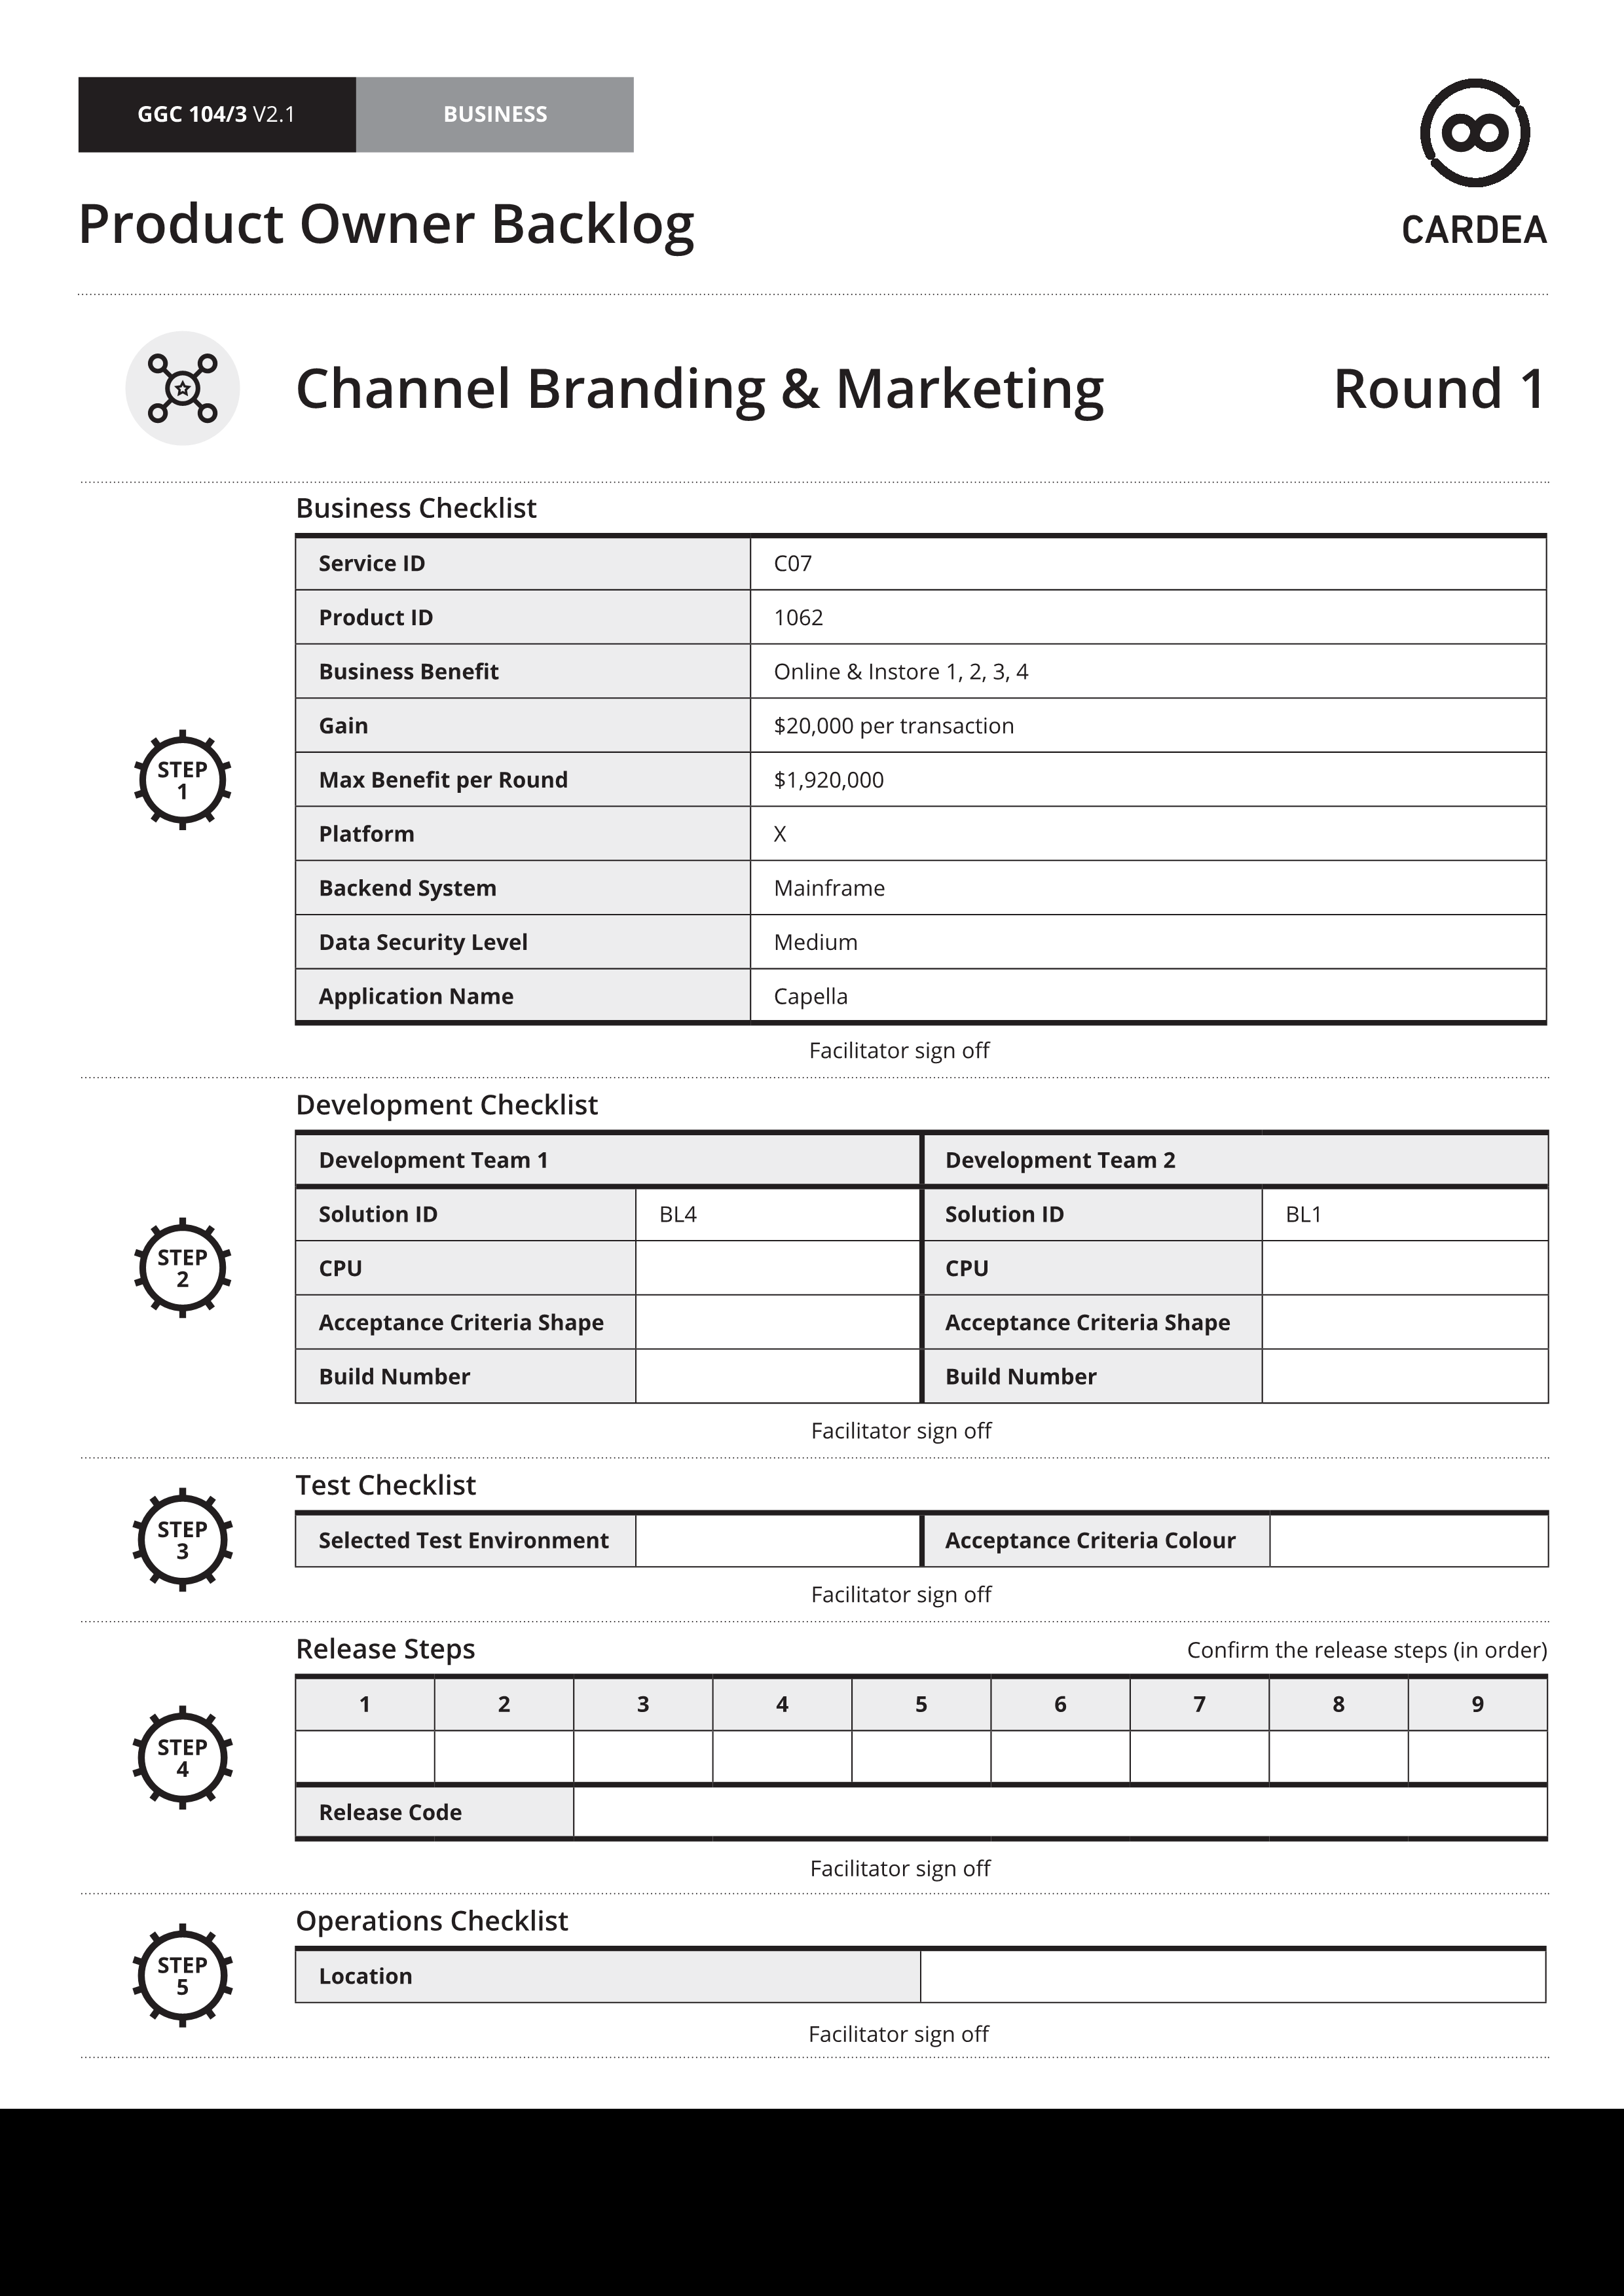 GGC 104/3 V2.1 BUSINESS
CARDEA
Product Owner Backlog
Channel Branding & Marketing Round 1
Business Checklist
STEP 1
Service ID C07
Product ID 1062
Business Benefit Online & Instore 1, 2, 3, 4
Gain $20,000 per transaction
Max Benefit per Round $1,920,000
Platform X
Backend System Mainframe
Data Security Level Medium
Application Name Capella
Facilitator sign off
Development Checklist
STEP 2
Development Team 1 Development Team 2
Solution ID BL4 Solution ID BL1
CPU CPU
Acceptance Criteria Shape Acceptance Criteria Shape
Build Number Build Number
Facilitator sign off
Test Checklist
STEP 3
Selected Test Environment Acceptance Criteria Colour
Facilitator sign off
Release Steps Confirm the release steps (in order)
STEP 4
1 2 3 4 5 6 7 8 9
Release Code
Facilitator sign off
Operations Checklist
STEP 5
Location
Facilitator sign off